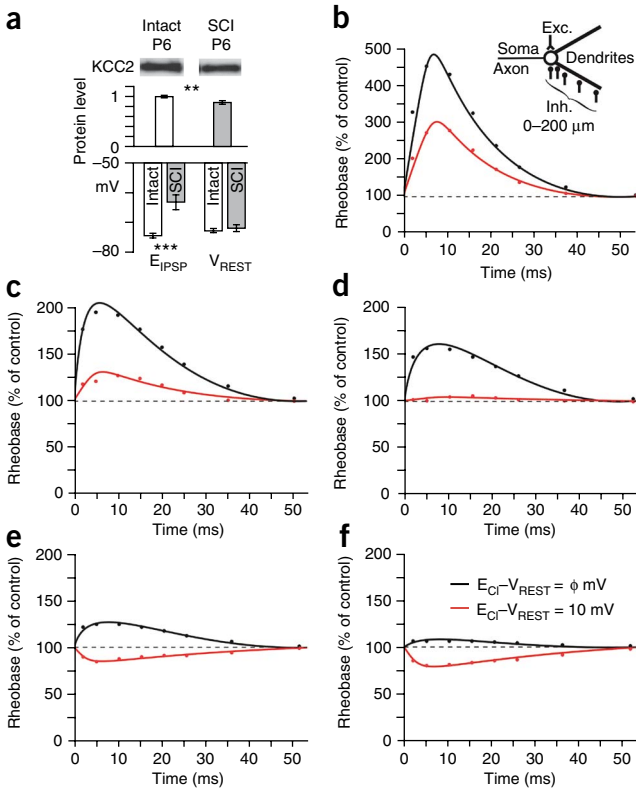 a
Intact P6
SCI P6
KCC2
**
Protein level
1
0
–50
mV
–80
Intact
SCI
Intact
SCI
***
E_IPSP
V_REST
b
Exc.
Soma
Axon
Dendrites
Inh.
0–200 μm
Rheobase (% of control)
500
400
300
200
100
0
0 10 20 30 40 50
Time (ms)
c
Rheobase (% of control)
200
150
100
50
0
0 10 20 30 40 50
Time (ms)
d
Rheobase (% of control)
200
150
100
50
0
0 10 20 30 40 50
Time (ms)
e
Rheobase (% of control)
200
150
100
50
0
0 10 20 30 40 50
Time (ms)
f
Rheobase (% of control)
200
150
100
50
0
E_Cl–V_REST = ϕ mV
E_Cl–V_REST = 10 mV
0 10 20 30 40 50
Time (ms)